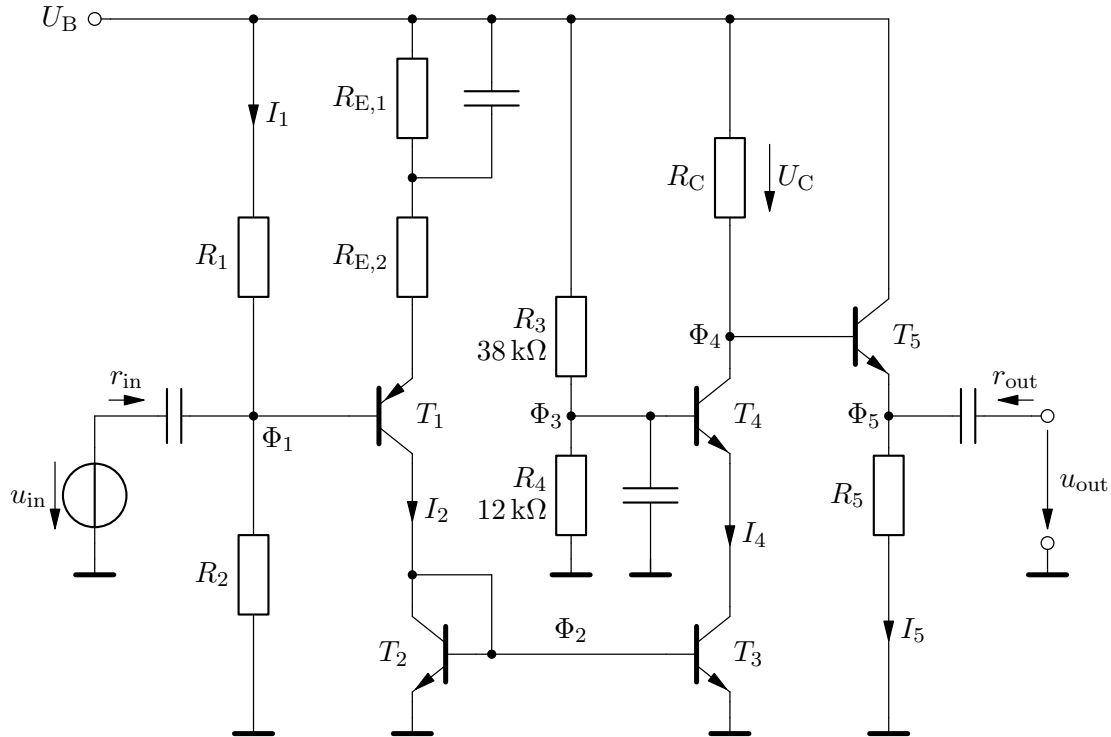 U_B
I_1
R_E,1
R_C
U_C
R_1
R_E,2
R_3
38 kΩ
Φ_4
T_5
r_in
Φ_1
T_1
Φ_3
T_4
Φ_5
r_out
u_in
R_4
12 kΩ
R_5
u_out
I_2
I_4
R_2
I_5
T_2
Φ_2
T_3